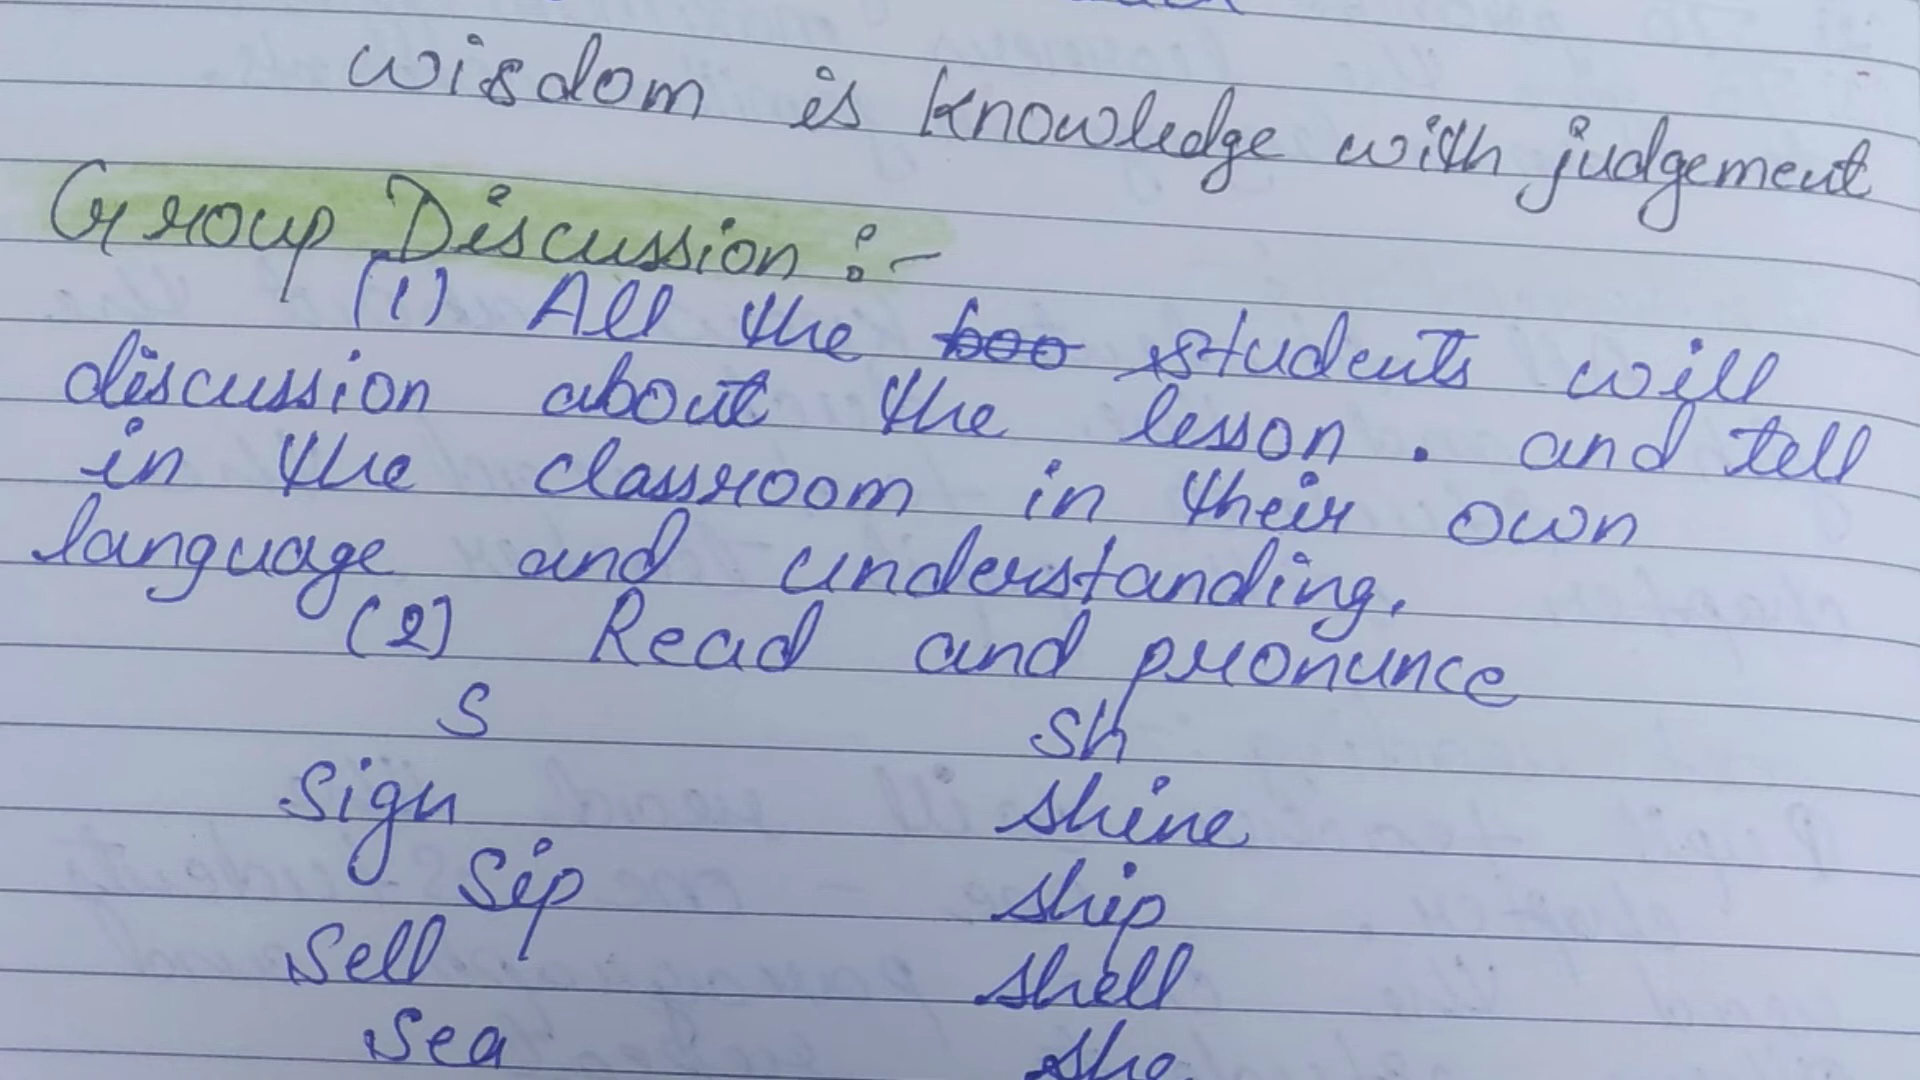 wisdom is knowledge with judgement
Group Discussion :-
(1) All the students will
discussion about the lesson . and tell
in the classroom in their own
language and understanding.
(2) Read and pronunce
S sh
Sign shine
Sip ship
Sell shell
Sea she